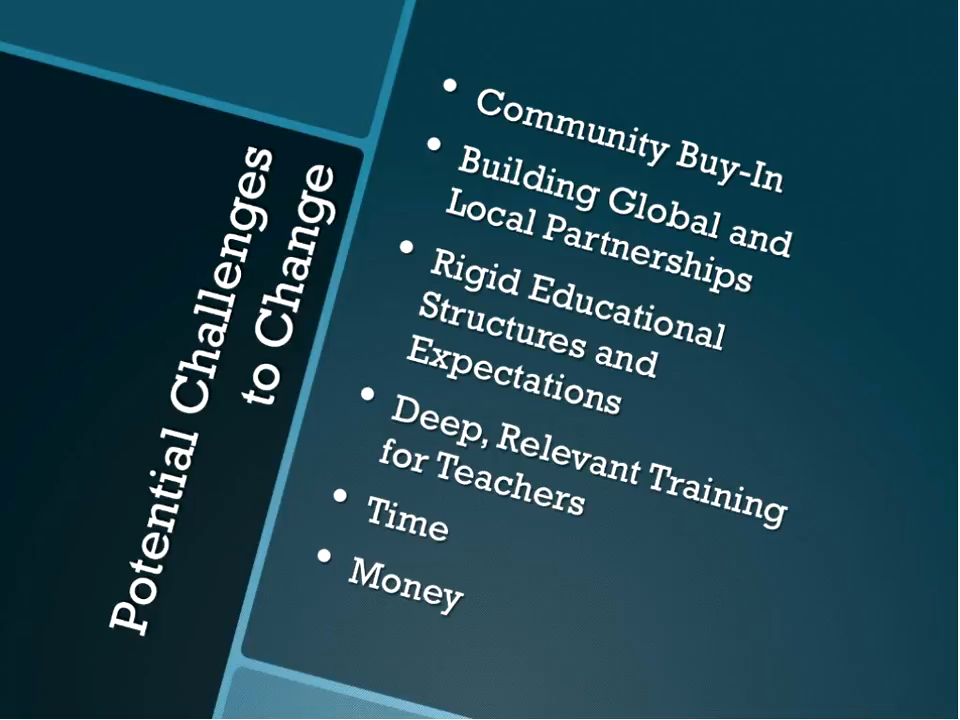 Potential Challenges
to Change
• Community Buy-In
• Building Global and
Local Partnerships
• Rigid Educational
Structures and
Expectations
• Deep, Relevant Training
for Teachers
• Time
• Money